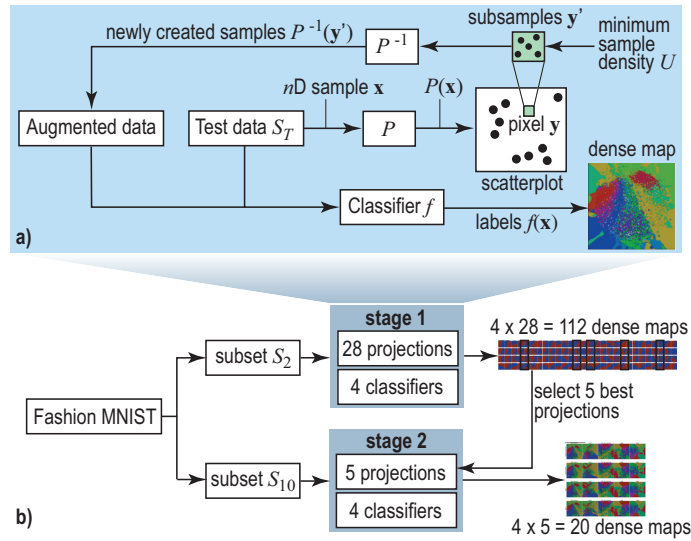 a)
newly created samples P⁻¹(y')
P⁻¹
subsamples y'
minimum
sample
density U
Augmented data
Test data S_T
nD sample x
P
P(x)
pixel y
scatterplot
dense map
Classifier f
labels f(x)
b)
Fashion MNIST
subset S₂
stage 1
28 projections
4 classifiers
4 x 28 = 112 dense maps
select 5 best
projections
subset S₁₀
stage 2
5 projections
4 classifiers
4 x 5 = 20 dense maps